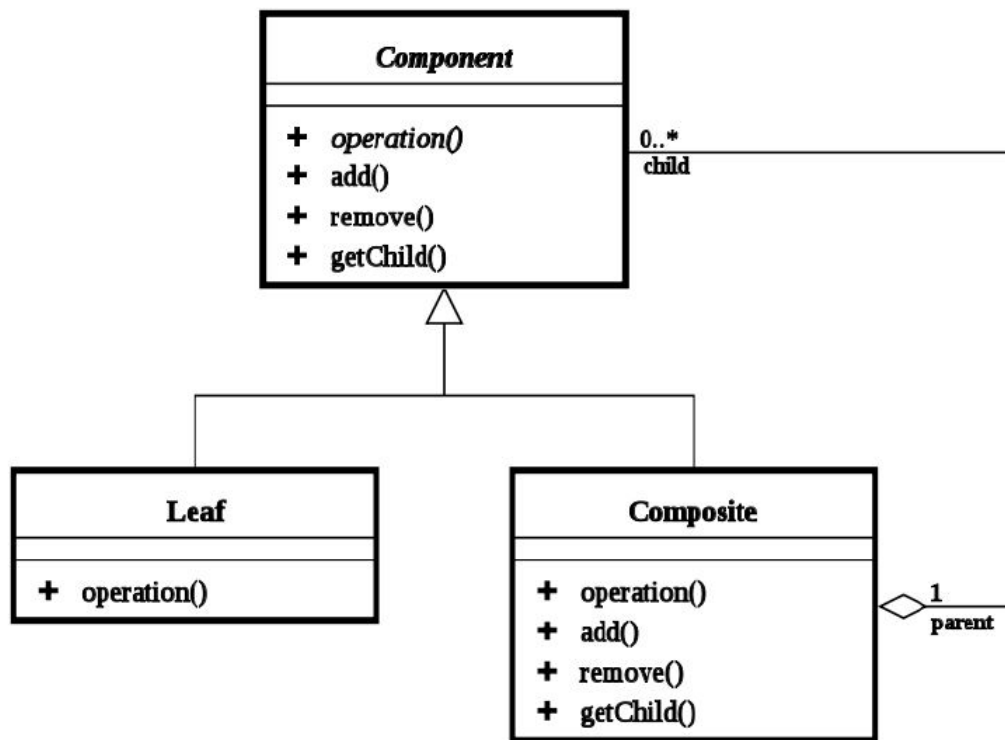 Component
+ operation()
+ add()
+ remove()
+ getChild()
0..*
child
Leaf
+ operation()
Composite
+ operation()
+ add()
+ remove()
+ getChild()
1
parent